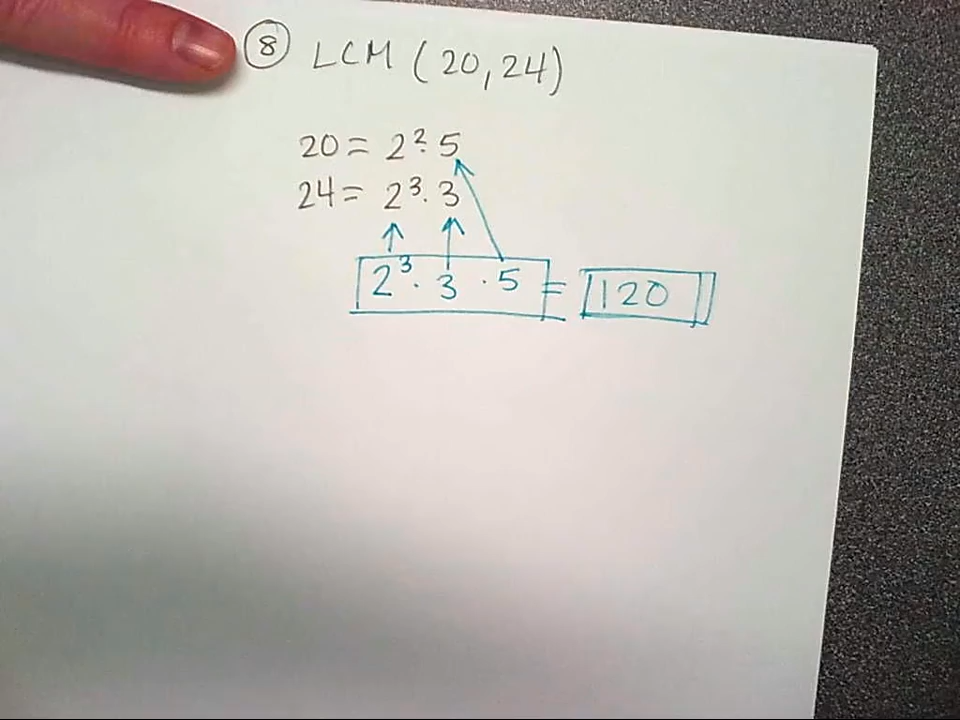 ⑧ LCM (20, 24)
20 = 2² · 5
24 = 2³ · 3
2³ · 3 · 5 = 120